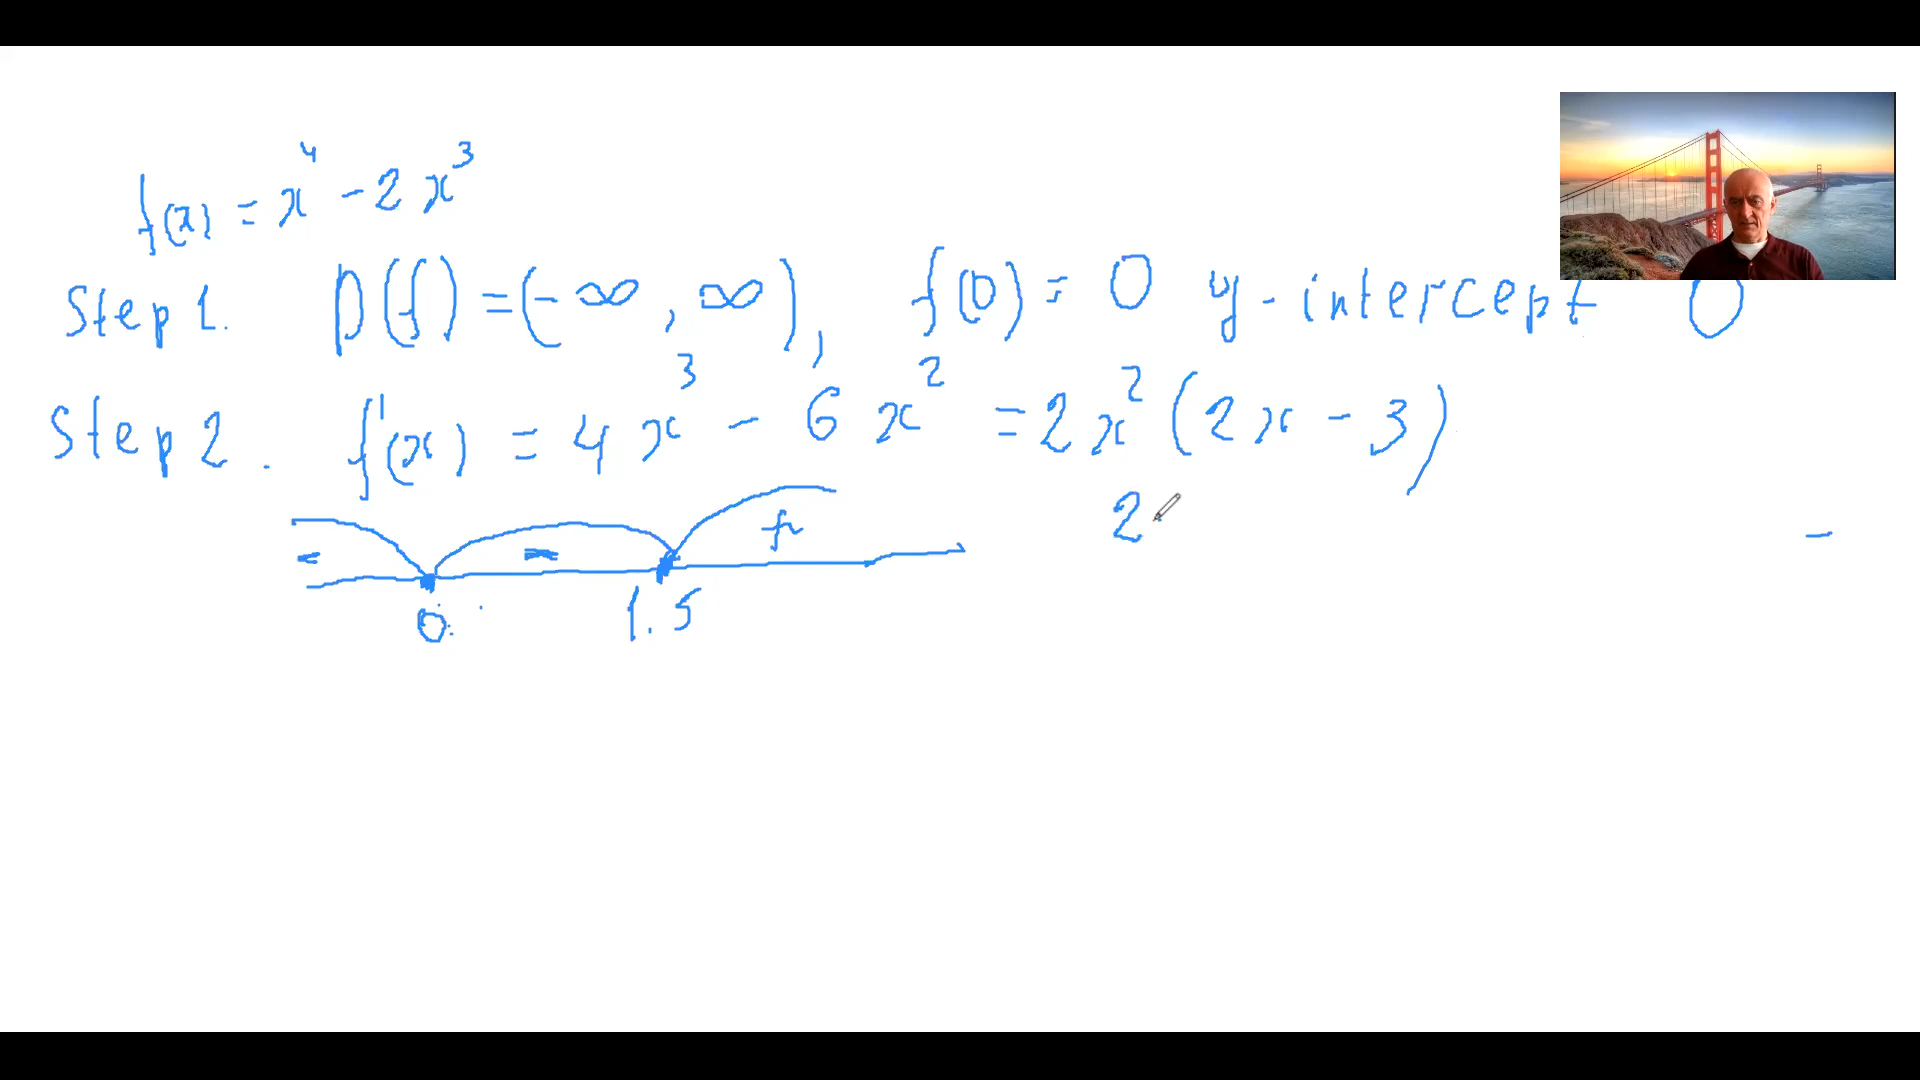 f(x) = x⁴ - 2x³
Step 1. D(f) = (-∞, ∞), f(0) = 0 y-intercept 0
Step 2. f'(x) = 4x³ - 6x² = 2x² (2x - 3)
- - +
2 -
0 1.5